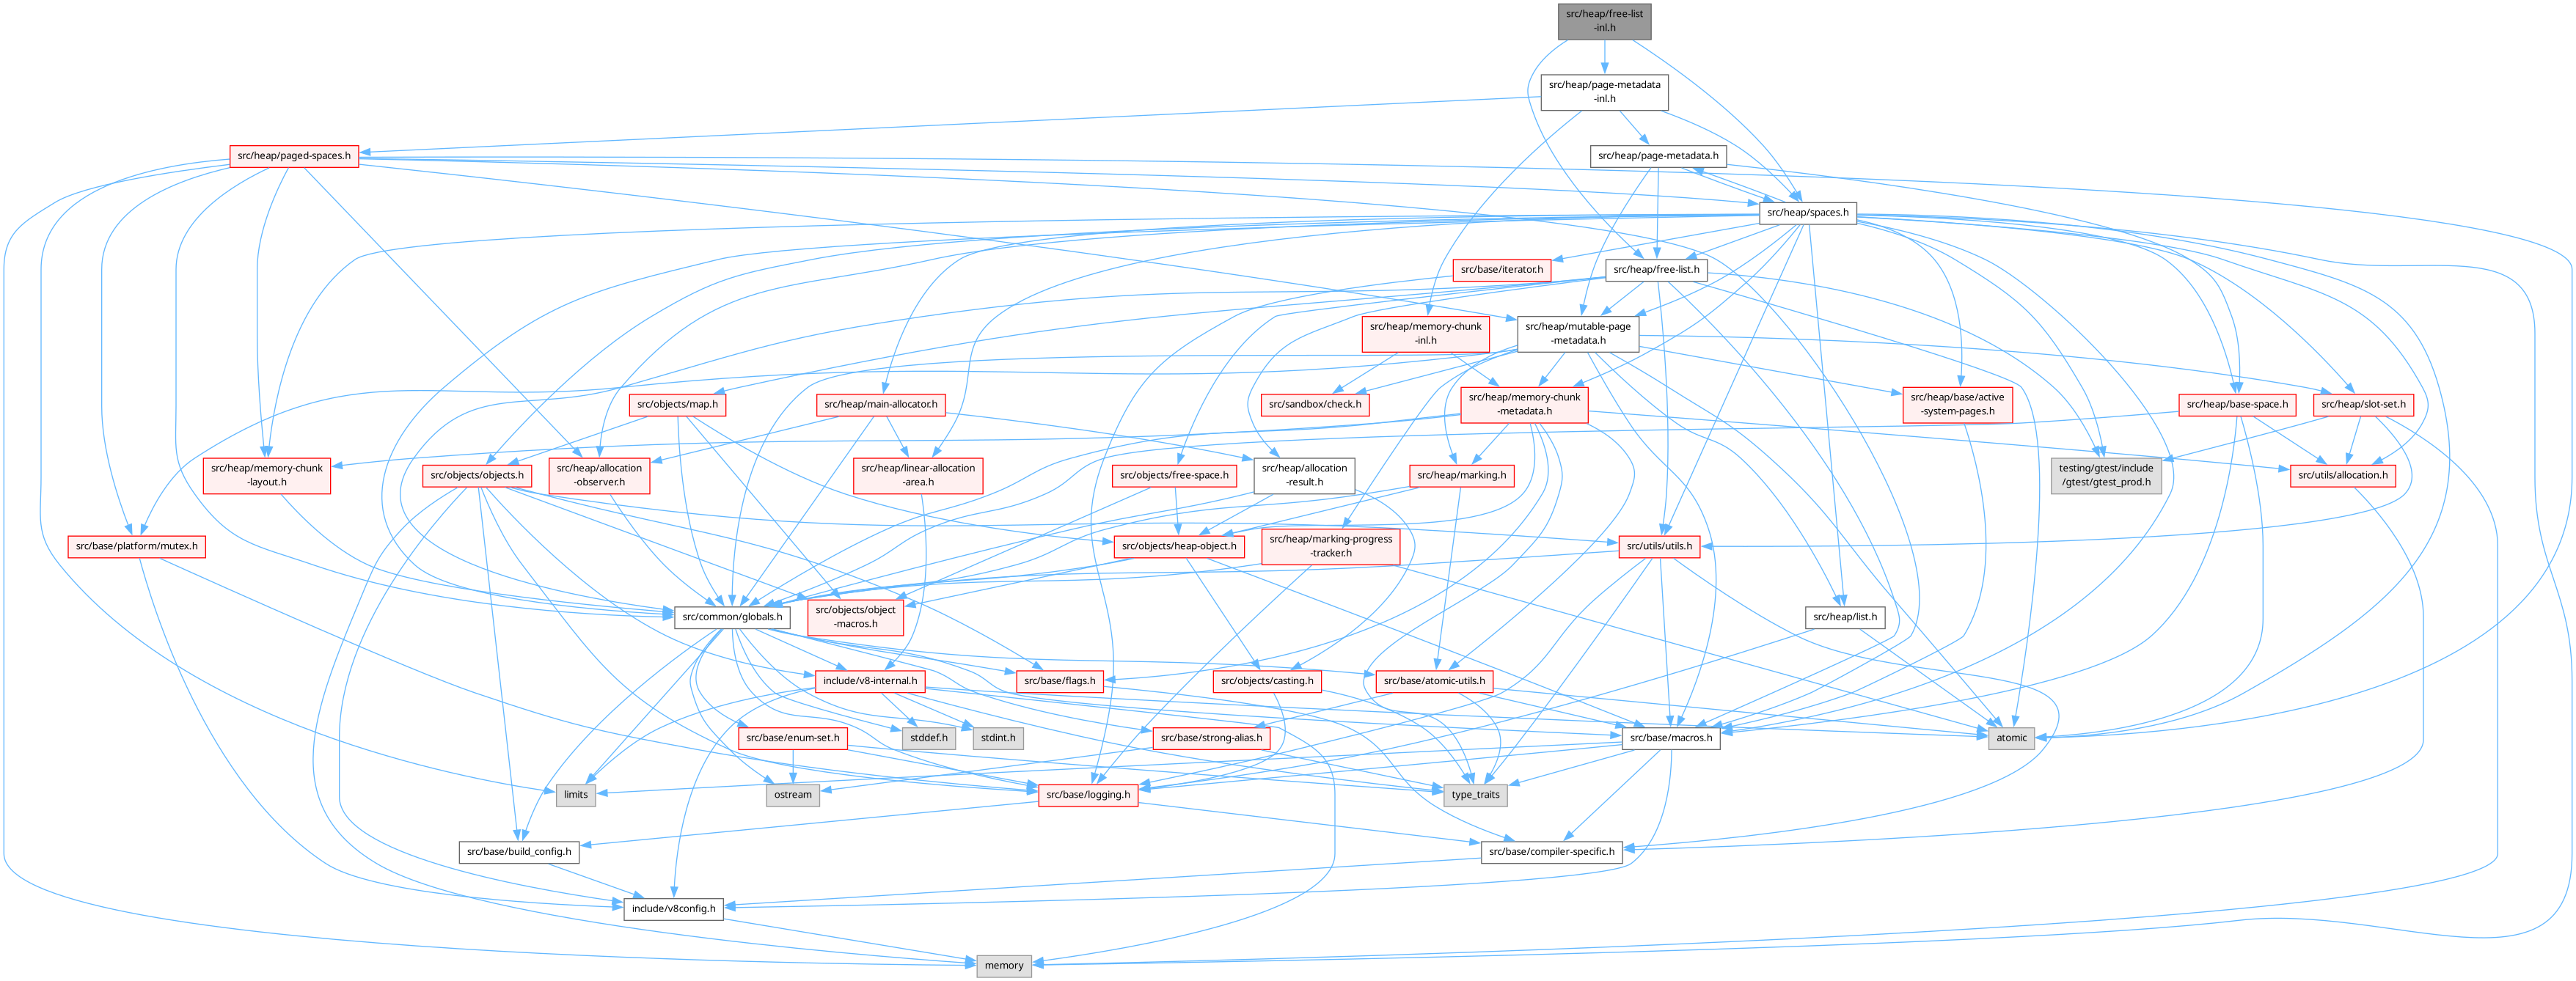 src/heap/free-list
-inl.h
src/heap/page-metadata
-inl.h
src/heap/paged-spaces.h
src/heap/page-metadata.h
src/heap/spaces.h
src/base/iterator.h
src/heap/free-list.h
src/heap/memory-chunk
-inl.h
src/heap/mutable-page
-metadata.h
src/objects/map.h
src/heap/main-allocator.h
src/sandbox/check.h
src/heap/memory-chunk
-metadata.h
src/heap/base/active
-system-pages.h
src/heap/base-space.h
src/heap/slot-set.h
src/heap/memory-chunk
-layout.h
src/objects/objects.h
src/heap/allocation
-observer.h
src/heap/linear-allocation
-area.h
src/objects/free-space.h
src/heap/allocation
-result.h
src/heap/marking.h
testing/gtest/include
/gtest/gtest_prod.h
src/utils/allocation.h
src/base/platform/mutex.h
src/objects/heap-object.h
src/heap/marking-progress
-tracker.h
src/utils/utils.h
src/common/globals.h
src/objects/object
-macros.h
src/heap/list.h
include/v8-internal.h
src/base/flags.h
src/objects/casting.h
src/base/atomic-utils.h
src/base/enum-set.h
stddef.h
stdint.h
src/base/strong-alias.h
src/base/macros.h
atomic
limits
ostream
src/base/logging.h
type_traits
src/base/build_config.h
src/base/compiler-specific.h
include/v8config.h
memory